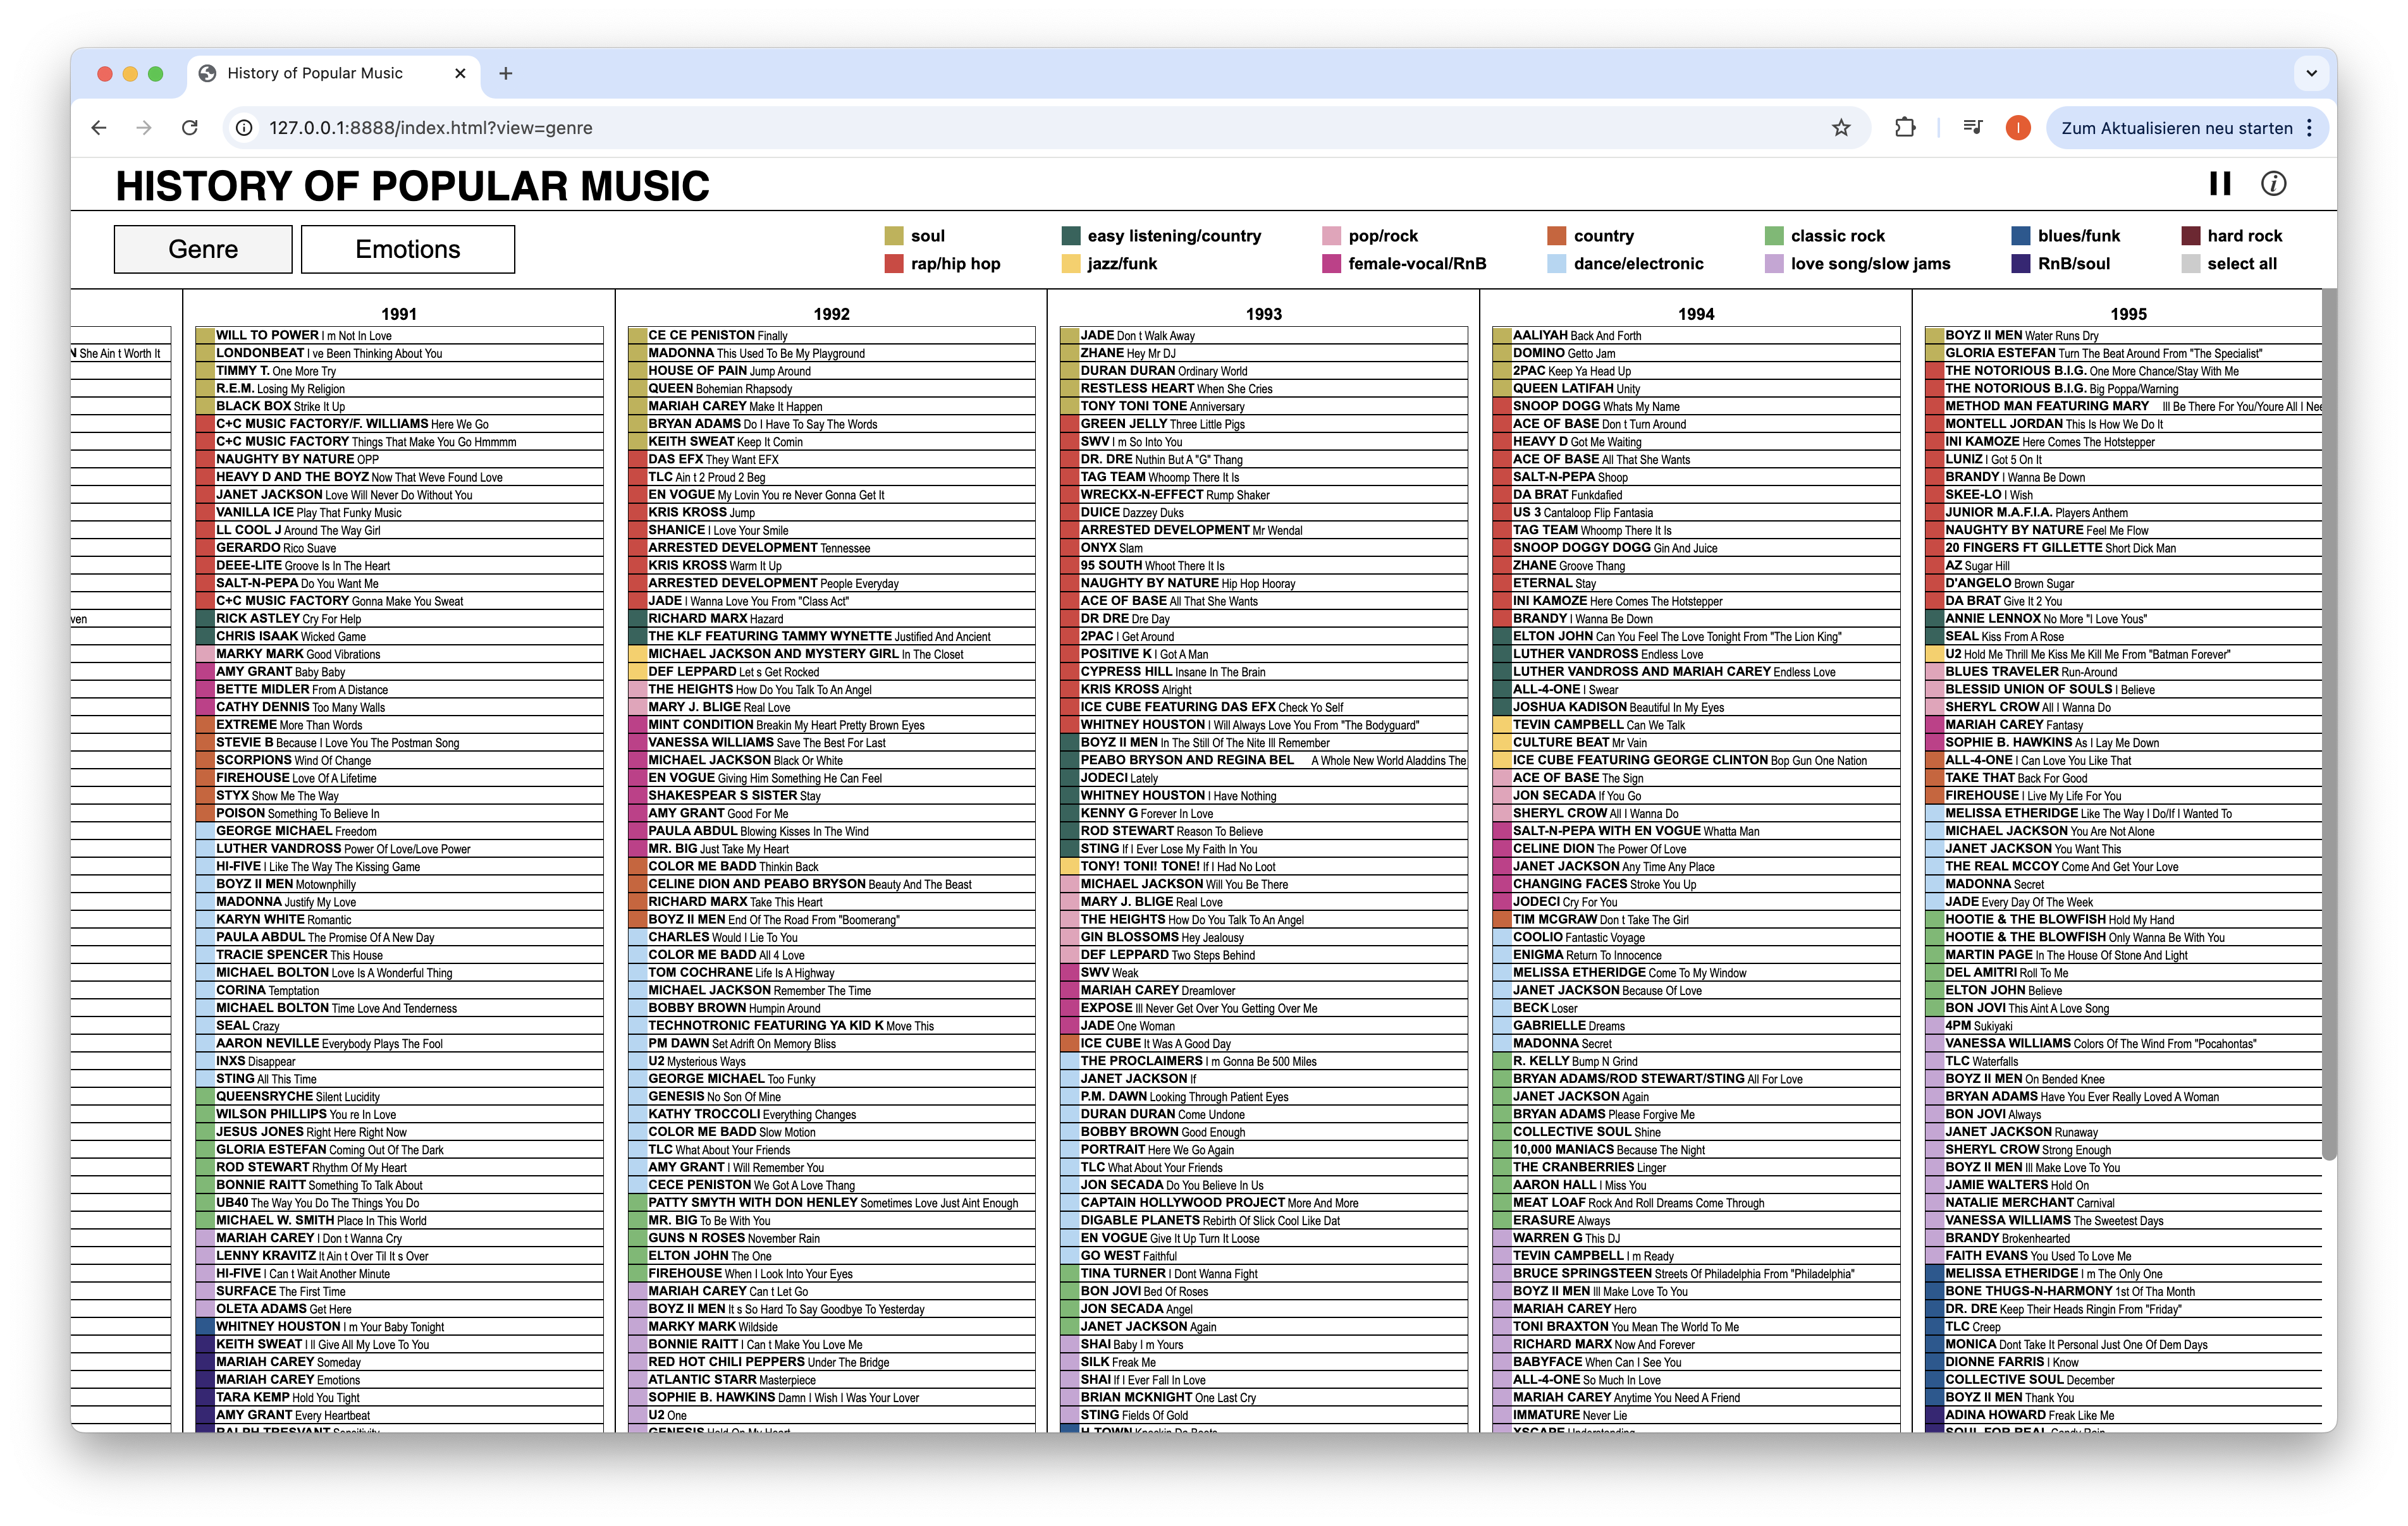 History of Popular Music
127.0.0.1:8888/index.html?view=genre
Zum Aktualisieren neu starten
HISTORY OF POPULAR MUSIC
Genre
Emotions
soul
easy listening/country
pop/rock
country
classic rock
blues/funk
hard rock
rap/hip hop
jazz/funk
female-vocal/RnB
dance/electronic
love song/slow jams
RnB/soul
select all
N She Ain t Worth It
ven
1991
WILL TO POWER I m Not In Love
LONDONBEAT I ve Been Thinking About You
TIMMY T. One More Try
R.E.M. Losing My Religion
BLACK BOX Strike It Up
C+C MUSIC FACTORY/F. WILLIAMS Here We Go
C+C MUSIC FACTORY Things That Make You Go Hmmmm
NAUGHTY BY NATURE OPP
HEAVY D AND THE BOYZ Now That Weve Found Love
JANET JACKSON Love Will Never Do Without You
VANILLA ICE Play That Funky Music
LL COOL J Around The Way Girl
GERARDO Rico Suave
DEEE-LITE Groove Is In The Heart
SALT-N-PEPA Do You Want Me
C+C MUSIC FACTORY Gonna Make You Sweat
RICK ASTLEY Cry For Help
CHRIS ISAAK Wicked Game
MARKY MARK Good Vibrations
AMY GRANT Baby Baby
BETTE MIDLER From A Distance
CATHY DENNIS Too Many Walls
EXTREME More Than Words
STEVIE B Because I Love You The Postman Song
SCORPIONS Wind Of Change
FIREHOUSE Love Of A Lifetime
STYX Show Me The Way
POISON Something To Believe In
GEORGE MICHAEL Freedom
LUTHER VANDROSS Power Of Love/Love Power
HI-FIVE I Like The Way The Kissing Game
BOYZ II MEN Motownphilly
MADONNA Justify My Love
KARYN WHITE Romantic
PAULA ABDUL The Promise Of A New Day
TRACIE SPENCER This House
MICHAEL BOLTON Love Is A Wonderful Thing
CORINA Temptation
MICHAEL BOLTON Time Love And Tenderness
SEAL Crazy
AARON NEVILLE Everybody Plays The Fool
INXS Disappear
STING All This Time
QUEENSRYCHE Silent Lucidity
WILSON PHILLIPS You re In Love
JESUS JONES Right Here Right Now
GLORIA ESTEFAN Coming Out Of The Dark
ROD STEWART Rhythm Of My Heart
BONNIE RAITT Something To Talk About
UB40 The Way You Do The Things You Do
MICHAEL W. SMITH Place In This World
MARIAH CAREY I Don t Wanna Cry
LENNY KRAVITZ It Ain t Over Til It s Over
HI-FIVE I Can t Wait Another Minute
SURFACE The First Time
OLETA ADAMS Get Here
WHITNEY HOUSTON I m Your Baby Tonight
KEITH SWEAT I ll Give All My Love To You
MARIAH CAREY Someday
MARIAH CAREY Emotions
TARA KEMP Hold You Tight
AMY GRANT Every Heartbeat
RALPH TRESVANT Sensitivity
1992
CE CE PENISTON Finally
MADONNA This Used To Be My Playground
HOUSE OF PAIN Jump Around
QUEEN Bohemian Rhapsody
MARIAH CAREY Make It Happen
BRYAN ADAMS Do I Have To Say The Words
KEITH SWEAT Keep It Comin
DAS EFX They Want EFX
TLC Ain t 2 Proud 2 Beg
EN VOGUE My Lovin You re Never Gonna Get It
KRIS KROSS Jump
SHANICE I Love Your Smile
ARRESTED DEVELOPMENT Tennessee
KRIS KROSS Warm It Up
ARRESTED DEVELOPMENT People Everyday
JADE I Wanna Love You From "Class Act"
RICHARD MARX Hazard
THE KLF FEATURING TAMMY WYNETTE Justified And Ancient
MICHAEL JACKSON AND MYSTERY GIRL In The Closet
DEF LEPPARD Let s Get Rocked
THE HEIGHTS How Do You Talk To An Angel
MARY J. BLIGE Real Love
MINT CONDITION Breakin My Heart Pretty Brown Eyes
VANESSA WILLIAMS Save The Best For Last
MICHAEL JACKSON Black Or White
EN VOGUE Giving Him Something He Can Feel
SHAKESPEAR S SISTER Stay
AMY GRANT Good For Me
PAULA ABDUL Blowing Kisses In The Wind
MR. BIG Just Take My Heart
COLOR ME BADD Thinkin Back
CELINE DION AND PEABO BRYSON Beauty And The Beast
RICHARD MARX Take This Heart
BOYZ II MEN End Of The Road From "Boomerang"
CHARLES Would I Lie To You
COLOR ME BADD All 4 Love
TOM COCHRANE Life Is A Highway
MICHAEL JACKSON Remember The Time
BOBBY BROWN Humpin Around
TECHNOTRONIC FEATURING YA KID K Move This
PM DAWN Set Adrift On Memory Bliss
U2 Mysterious Ways
GEORGE MICHAEL Too Funky
GENESIS No Son Of Mine
KATHY TROCCOLI Everything Changes
COLOR ME BADD Slow Motion
TLC What About Your Friends
AMY GRANT I Will Remember You
CECE PENISTON We Got A Love Thang
PATTY SMYTH WITH DON HENLEY Sometimes Love Just Aint Enough
MR. BIG To Be With You
GUNS N ROSES November Rain
ELTON JOHN The One
FIREHOUSE When I Look Into Your Eyes
MARIAH CAREY Can t Let Go
BOYZ II MEN It s So Hard To Say Goodbye To Yesterday
MARKY MARK Wildside
BONNIE RAITT I Can t Make You Love Me
RED HOT CHILI PEPPERS Under The Bridge
ATLANTIC STARR Masterpiece
SOPHIE B. HAWKINS Damn I Wish I Was Your Lover
U2 One
GENESIS Hold On My Heart
1993
JADE Don t Walk Away
ZHANE Hey Mr DJ
DURAN DURAN Ordinary World
RESTLESS HEART When She Cries
TONY TONI TONE Anniversary
GREEN JELLY Three Little Pigs
SWV I m So Into You
DR. DRE Nuthin But A "G" Thang
TAG TEAM Whoomp There It Is
WRECKX-N-EFFECT Rump Shaker
DUICE Dazzey Duks
ARRESTED DEVELOPMENT Mr Wendal
ONYX Slam
95 SOUTH Whoot There It Is
NAUGHTY BY NATURE Hip Hop Hooray
ACE OF BASE All That She Wants
DR DRE Dre Day
2PAC I Get Around
POSITIVE K I Got A Man
CYPRESS HILL Insane In The Brain
KRIS KROSS Alright
ICE CUBE FEATURING DAS EFX Check Yo Self
WHITNEY HOUSTON I Will Always Love You From "The Bodyguard"
BOYZ II MEN In The Still Of The Nite Ill Remember
PEABO BRYSON AND REGINA BEL A Whole New World Aladdins The
JODECI Lately
WHITNEY HOUSTON I Have Nothing
KENNY G Forever In Love
ROD STEWART Reason To Believe
STING If I Ever Lose My Faith In You
TONY! TONI! TONE! If I Had No Loot
MICHAEL JACKSON Will You Be There
MARY J. BLIGE Real Love
THE HEIGHTS How Do You Talk To An Angel
GIN BLOSSOMS Hey Jealousy
DEF LEPPARD Two Steps Behind
SWV Weak
MARIAH CAREY Dreamlover
EXPOSE Ill Never Get Over You Getting Over Me
JADE One Woman
ICE CUBE It Was A Good Day
THE PROCLAIMERS I m Gonna Be 500 Miles
JANET JACKSON If
P.M. DAWN Looking Through Patient Eyes
DURAN DURAN Come Undone
BOBBY BROWN Good Enough
PORTRAIT Here We Go Again
TLC What About Your Friends
JON SECADA Do You Believe In Us
CAPTAIN HOLLYWOOD PROJECT More And More
DIGABLE PLANETS Rebirth Of Slick Cool Like Dat
EN VOGUE Give It Up Turn It Loose
GO WEST Faithful
TINA TURNER I Dont Wanna Fight
BON JOVI Bed Of Roses
JON SECADA Angel
JANET JACKSON Again
SHAI Baby I m Yours
SILK Freak Me
SHAI If I Ever Fall In Love
BRIAN MCKNIGHT One Last Cry
STING Fields Of Gold
H-TOWN Knockin Da Boots
1994
AALIYAH Back And Forth
DOMINO Getto Jam
2PAC Keep Ya Head Up
QUEEN LATIFAH Unity
SNOOP DOGG Whats My Name
ACE OF BASE Don t Turn Around
HEAVY D Got Me Waiting
ACE OF BASE All That She Wants
SALT-N-PEPA Shoop
DA BRAT Funkdafied
US 3 Cantaloop Flip Fantasia
TAG TEAM Whoomp There It Is
SNOOP DOGGY DOGG Gin And Juice
ZHANE Groove Thang
ETERNAL Stay
INI KAMOZE Here Comes The Hotstepper
BRANDY I Wanna Be Down
ELTON JOHN Can You Feel The Love Tonight From "The Lion King"
LUTHER VANDROSS Endless Love
LUTHER VANDROSS AND MARIAH CAREY Endless Love
ALL-4-ONE I Swear
JOSHUA KADISON Beautiful In My Eyes
TEVIN CAMPBELL Can We Talk
CULTURE BEAT Mr Vain
ICE CUBE FEATURING GEORGE CLINTON Bop Gun One Nation
ACE OF BASE The Sign
JON SECADA If You Go
SHERYL CROW All I Wanna Do
SALT-N-PEPA WITH EN VOGUE Whatta Man
CELINE DION The Power Of Love
JANET JACKSON Any Time Any Place
CHANGING FACES Stroke You Up
JODECI Cry For You
TIM MCGRAW Don t Take The Girl
COOLIO Fantastic Voyage
ENIGMA Return To Innocence
MELISSA ETHERIDGE Come To My Window
JANET JACKSON Because Of Love
BECK Loser
GABRIELLE Dreams
MADONNA Secret
R. KELLY Bump N Grind
BRYAN ADAMS/ROD STEWART/STING All For Love
JANET JACKSON Again
BRYAN ADAMS Please Forgive Me
COLLECTIVE SOUL Shine
10,000 MANIACS Because The Night
THE CRANBERRIES Linger
AARON HALL I Miss You
MEAT LOAF Rock And Roll Dreams Come Through
ERASURE Always
WARREN G This DJ
TEVIN CAMPBELL I m Ready
BRUCE SPRINGSTEEN Streets Of Philadelphia From "Philadelphia"
BOYZ II MEN Ill Make Love To You
MARIAH CAREY Hero
TONI BRAXTON You Mean The World To Me
RICHARD MARX Now And Forever
BABYFACE When Can I See You
ALL-4-ONE So Much In Love
MARIAH CAREY Anytime You Need A Friend
IMMATURE Never Lie
XSCAPE Understanding
1995
BOYZ II MEN Water Runs Dry
GLORIA ESTEFAN Turn The Beat Around From "The Specialist"
THE NOTORIOUS B.I.G. One More Chance/Stay With Me
THE NOTORIOUS B.I.G. Big Poppa/Warning
METHOD MAN FEATURING MARY Ill Be There For You/Youre All I Nee
MONTELL JORDAN This Is How We Do It
INI KAMOZE Here Comes The Hotstepper
LUNIZ I Got 5 On It
BRANDY I Wanna Be Down
SKEE-LO I Wish
JUNIOR M.A.F.I.A. Players Anthem
NAUGHTY BY NATURE Feel Me Flow
20 FINGERS FT GILLETTE Short Dick Man
AZ Sugar Hill
D'ANGELO Brown Sugar
DA BRAT Give It 2 You
ANNIE LENNOX No More "I Love Yous"
SEAL Kiss From A Rose
U2 Hold Me Thrill Me Kiss Me Kill Me From "Batman Forever"
BLUES TRAVELER Run-Around
BLESSID UNION OF SOULS I Believe
SHERYL CROW All I Wanna Do
MARIAH CAREY Fantasy
SOPHIE B. HAWKINS As I Lay Me Down
ALL-4-ONE I Can Love You Like That
TAKE THAT Back For Good
FIREHOUSE I Live My Life For You
MELISSA ETHERIDGE Like The Way I Do/If I Wanted To
MICHAEL JACKSON You Are Not Alone
JANET JACKSON You Want This
THE REAL MCCOY Come And Get Your Love
MADONNA Secret
JADE Every Day Of The Week
HOOTIE & THE BLOWFISH Hold My Hand
HOOTIE & THE BLOWFISH Only Wanna Be With You
MARTIN PAGE In The House Of Stone And Light
DEL AMITRI Roll To Me
ELTON JOHN Believe
BON JOVI This Aint A Love Song
4PM Sukiyaki
VANESSA WILLIAMS Colors Of The Wind From "Pocahontas"
TLC Waterfalls
BOYZ II MEN On Bended Knee
BRYAN ADAMS Have You Ever Really Loved A Woman
BON JOVI Always
JANET JACKSON Runaway
SHERYL CROW Strong Enough
BOYZ II MEN Ill Make Love To You
JAMIE WALTERS Hold On
NATALIE MERCHANT Carnival
VANESSA WILLIAMS The Sweetest Days
BRANDY Brokenhearted
FAITH EVANS You Used To Love Me
MELISSA ETHERIDGE I m The Only One
BONE THUGS-N-HARMONY 1st Of Tha Month
DR. DRE Keep Their Heads Ringin From "Friday"
TLC Creep
MONICA Dont Take It Personal Just One Of Dem Days
DIONNE FARRIS I Know
COLLECTIVE SOUL December
BOYZ II MEN Thank You
ADINA HOWARD Freak Like Me
SOUL FOR REAL Candy Rain